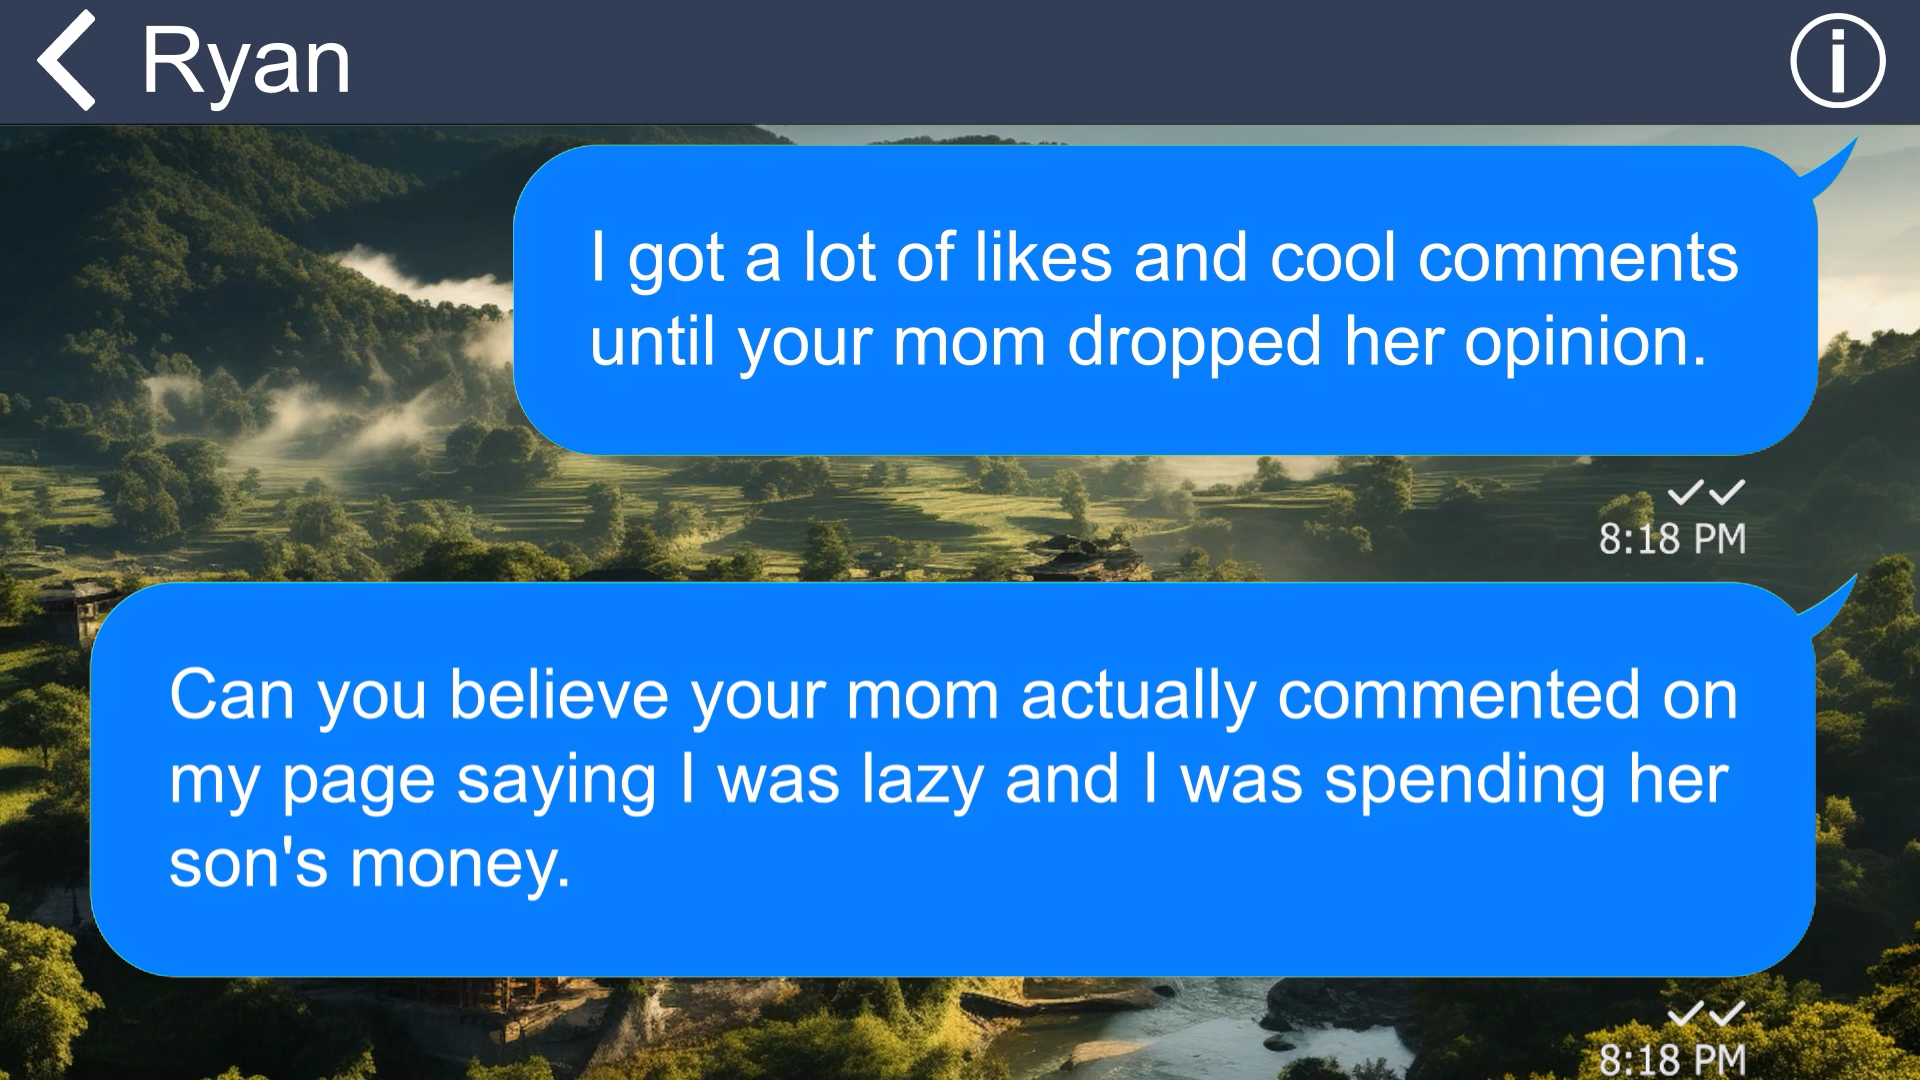 Ryan
I got a lot of likes and cool comments
until your mom dropped her opinion.
8:18 PM
Can you believe your mom actually commented on
my page saying I was lazy and I was spending her
son's money.
8:18 PM